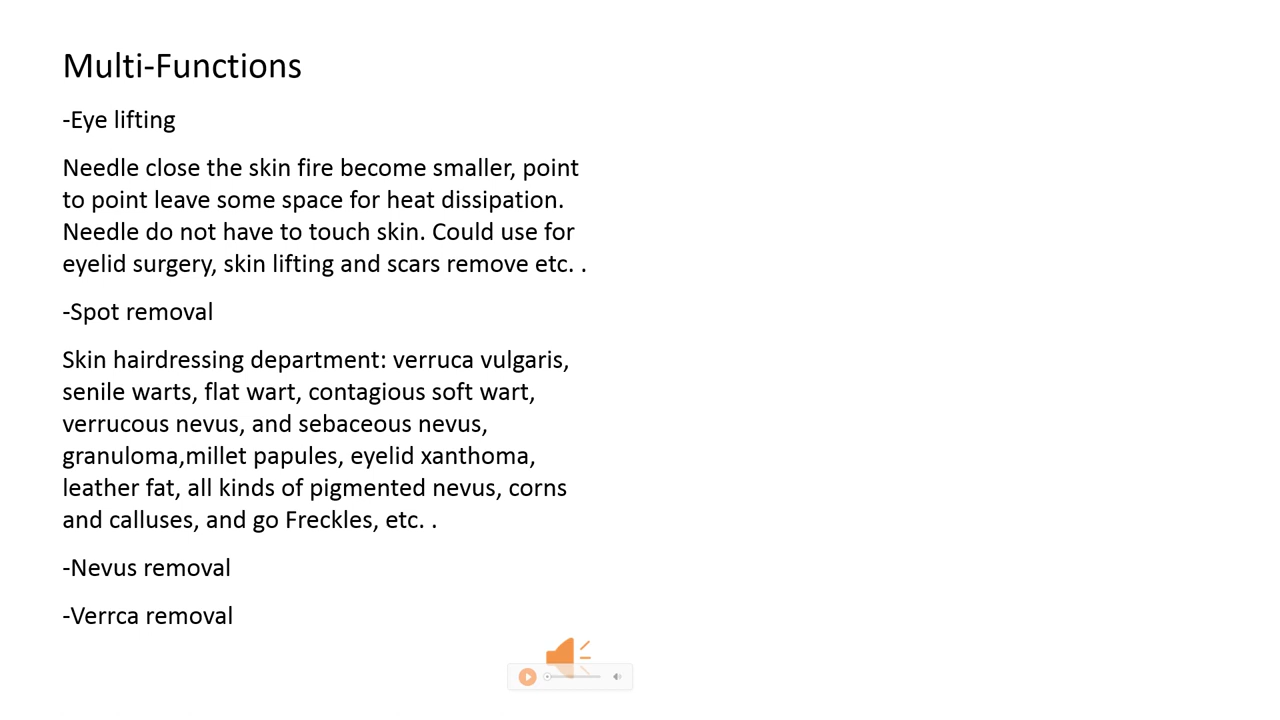 Multi-Functions
-Eye lifting
Needle close the skin fire become smaller, point
to point leave some space for heat dissipation.
Needle do not have to touch skin. Could use for
eyelid surgery, skin lifting and scars remove etc. .
-Spot removal
Skin hairdressing department: verruca vulgaris,
senile warts, flat wart, contagious soft wart,
verrucous nevus, and sebaceous nevus,
granuloma,millet papules, eyelid xanthoma,
leather fat, all kinds of pigmented nevus, corns
and calluses, and go Freckles, etc. .
-Nevus removal
-Verrca removal